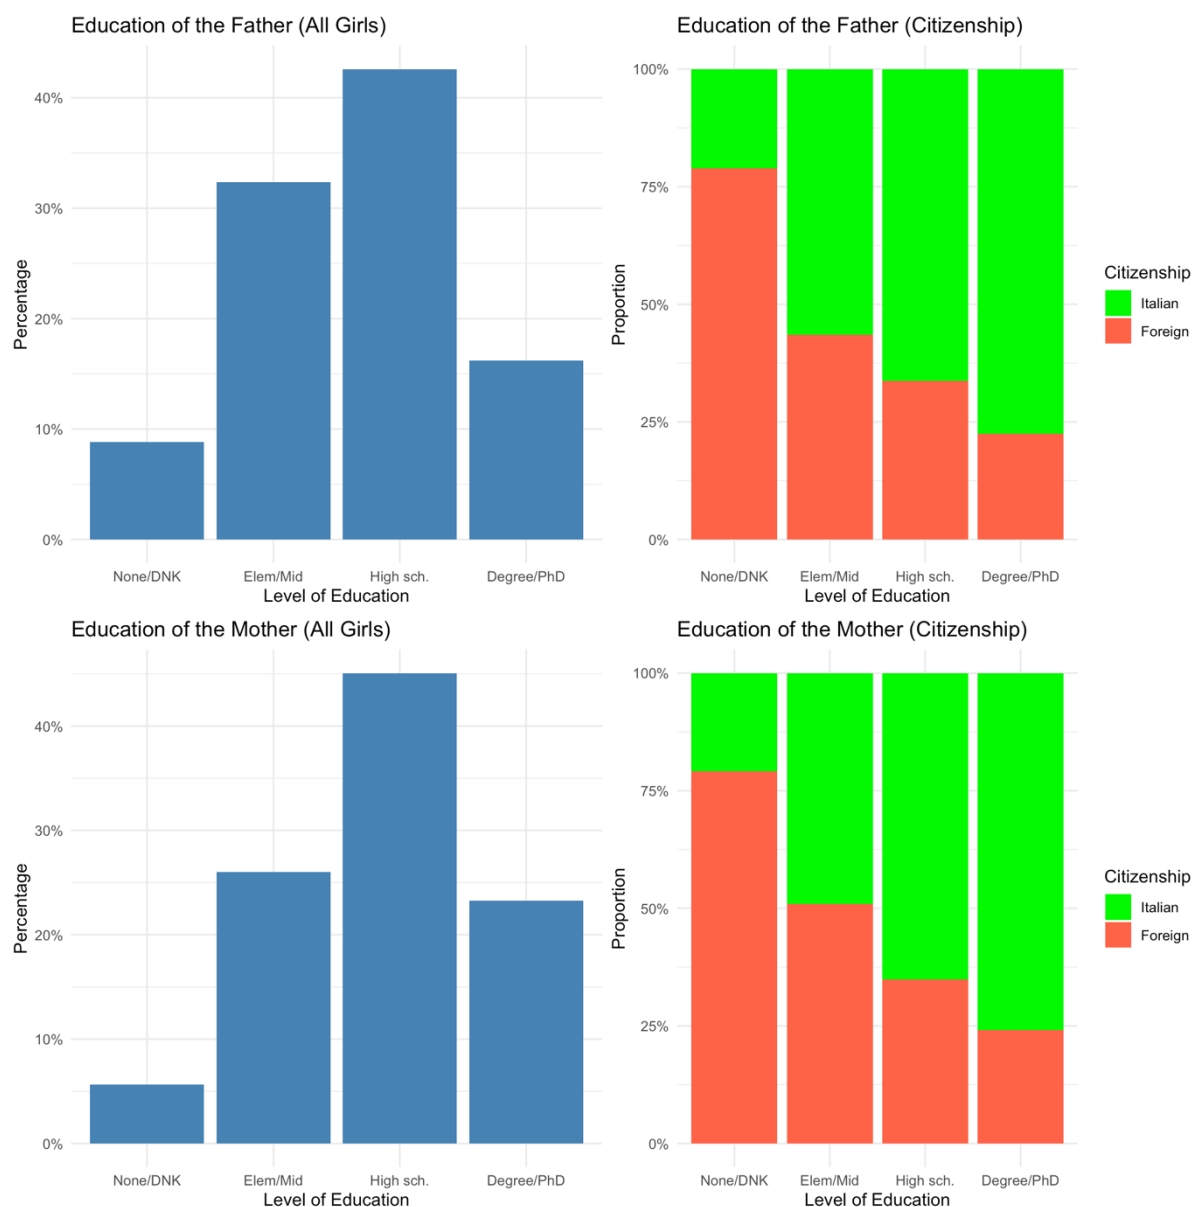 Education of the Father (All Girls)
Percentage
40%
30%
20%
10%
0%
None/DNK Elem/Mid High sch. Degree/PhD
Level of Education
Education of the Father (Citizenship)
Proportion
100%
75%
50%
25%
0%
None/DNK Elem/Mid High sch. Degree/PhD
Level of Education
Citizenship
Italian
Foreign
Education of the Mother (All Girls)
Percentage
40%
30%
20%
10%
0%
None/DNK Elem/Mid High sch. Degree/PhD
Level of Education
Education of the Mother (Citizenship)
Proportion
100%
75%
50%
25%
0%
None/DNK Elem/Mid High sch. Degree/PhD
Level of Education
Citizenship
Italian
Foreign